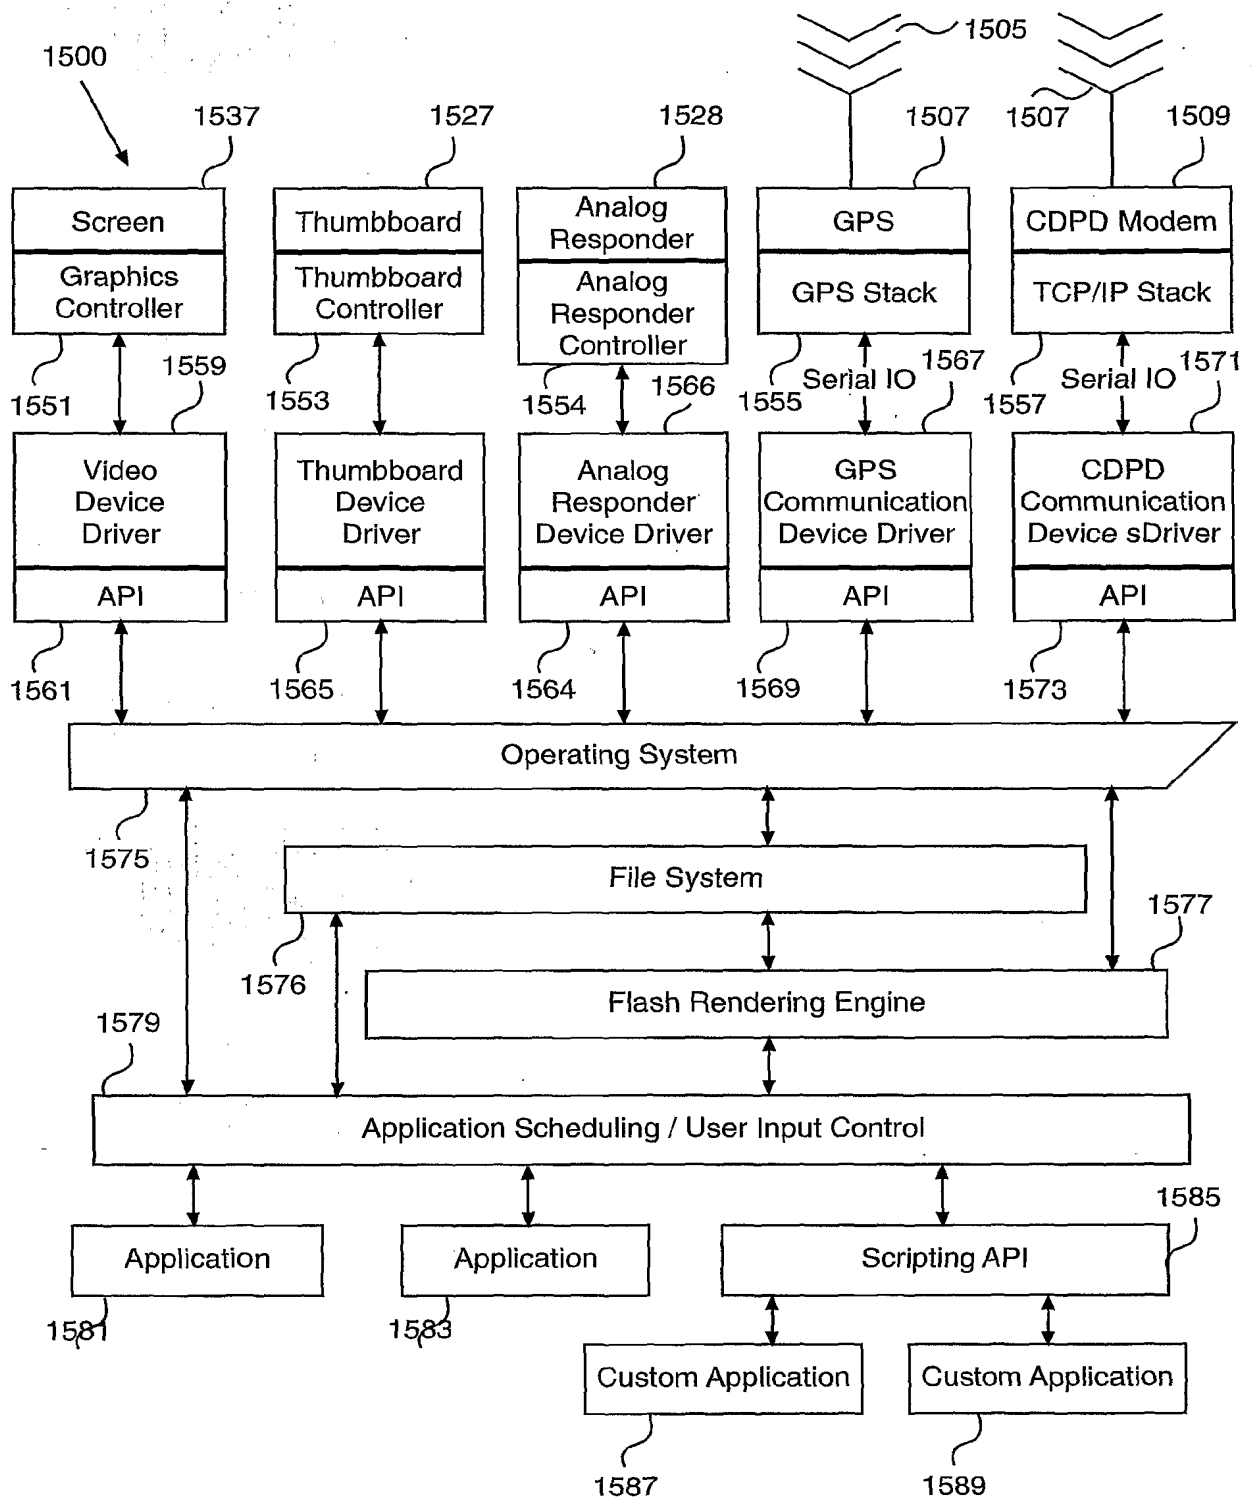 1500
1505
1507
1537
1527
1528
1507
1509
Screen
Graphics
Controller
Thumbboard
Thumbboard
Controller
Analog
Responder
Analog
Responder
Controller
GPS
GPS Stack
CDPD Modem
TCP/IP Stack
1551
1559
1553
1554
1566
1555
Serial IO
1567
1557
Serial IO
1571
Video
Device
Driver
API
Thumbboard
Device
Driver
API
Analog
Responder
Device Driver
API
GPS
Communication
Device Driver
API
CDPD
Communication
Device sDriver
API
1561
1565
1564
1569
1573
Operating System
1575
File System
1576
1577
Flash Rendering Engine
1579
Application Scheduling / User Input Control
1585
Application
Application
Scripting API
1581
1583
Custom Application
Custom Application
1587
1589